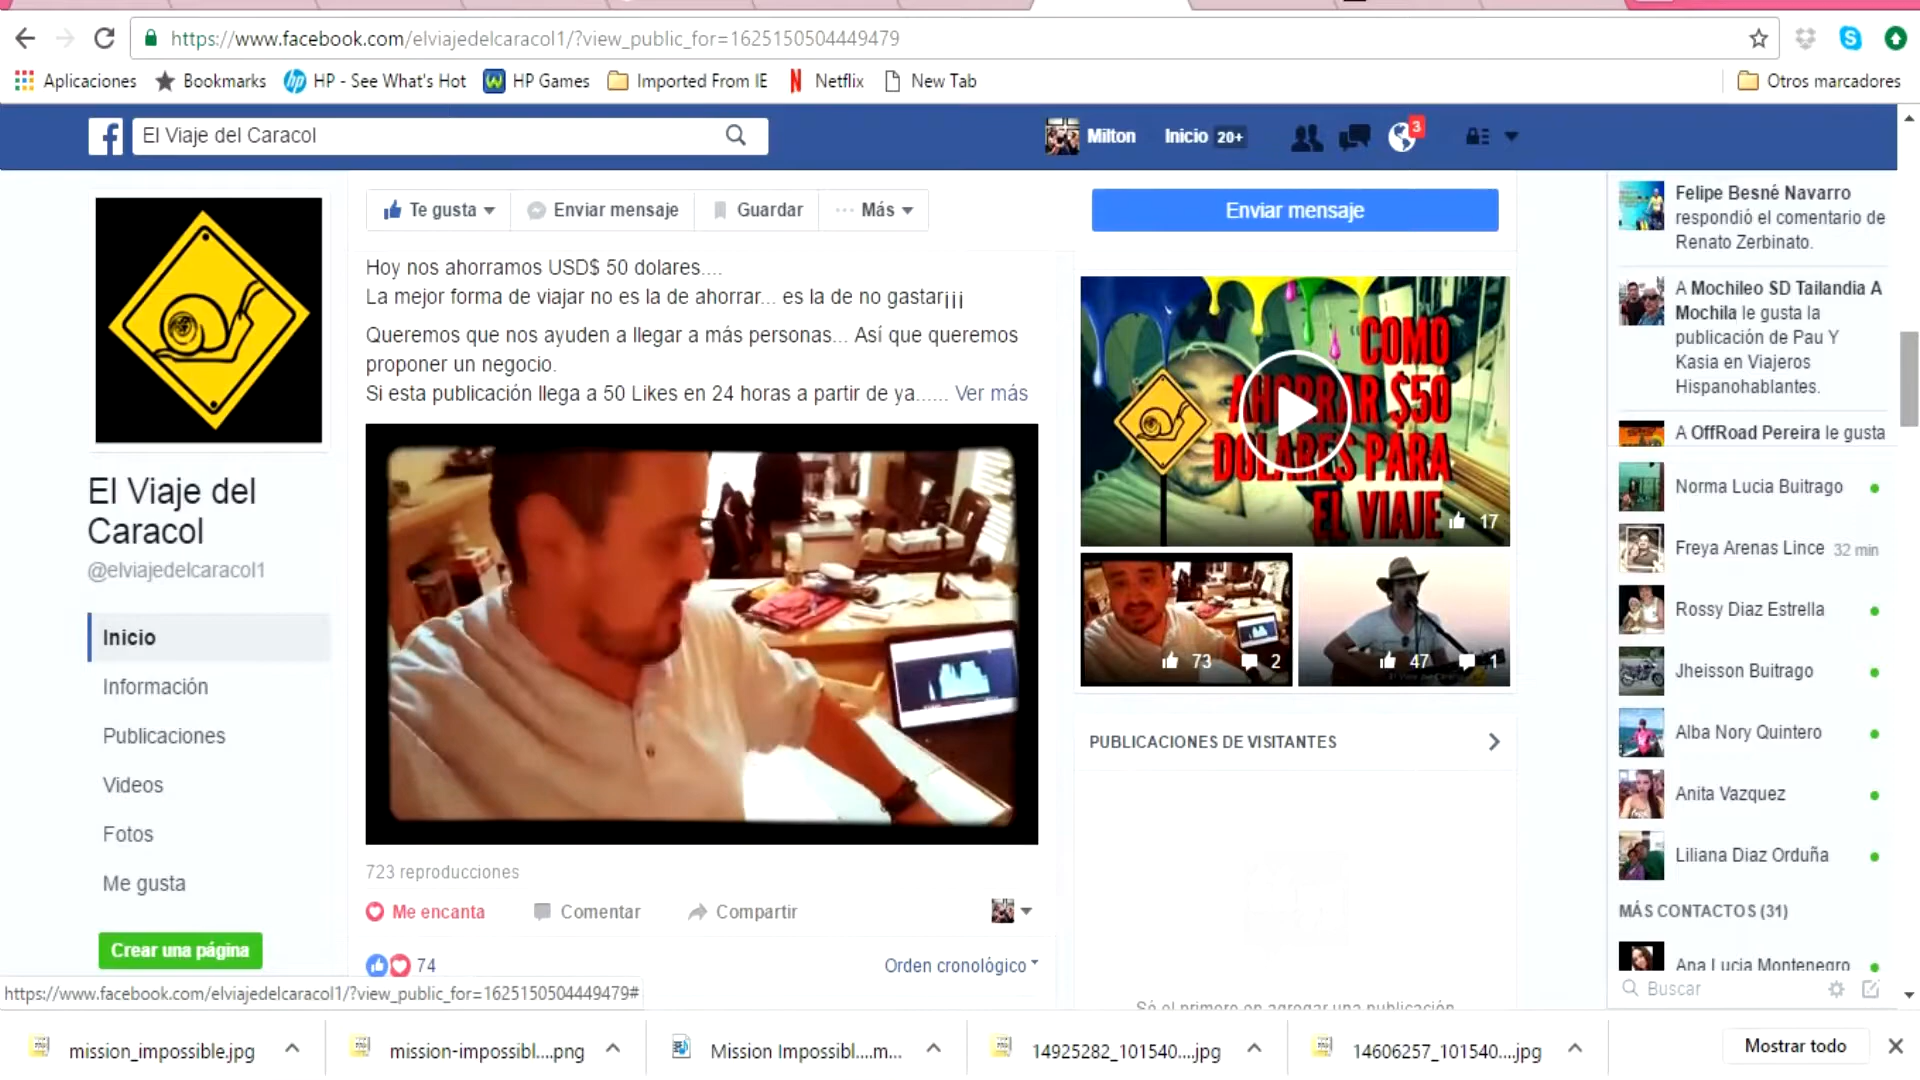 https://www.facebook.com/elviajedelcaracol1/?view_public_for=1625150504449479
Aplicaciones
Bookmarks
HP - See What's Hot
HP Games
Imported From IE
Netflix
New Tab
Otros marcadores
El Viaje del Caracol
Milton
Inicio 20+
3
Te gusta
Enviar mensaje
Guardar
Más
Enviar mensaje
Hoy nos ahorramos USD$ 50 dolares....
La mejor forma de viajar no es la de ahorrar... es la de no gastar¡¡¡
Queremos que nos ayuden a llegar a más personas... Así que queremos
proponer un negocio.
Si esta publicación llega a 50 Likes en 24 horas a partir de ya...... Ver más
El Viaje del
Caracol
@elviajedelcaracol1
Inicio
Información
Publicaciones
Videos
Fotos
Me gusta
Crear una página
723 reproducciones
Me encanta
Comentar
Compartir
74
Orden cronológico
COMO
AHORRAR $50
DOLARES PARA
EL VIAJE
17
73
2
47
1
PUBLICACIONES DE VISITANTES
Sé el primero en agregar una publicación
Felipe Besné Navarro
respondió el comentario de
Renato Zerbinato.
A Mochileo SD Tailandia A
Mochila le gusta la
publicación de Pau Y
Kasia en Viajeros
Hispanohablantes.
A OffRoad Pereira le gusta
Norma Lucia Buitrago
Freya Arenas Lince 32 min
Rossy Diaz Estrella
Jheisson Buitrago
Alba Nory Quintero
Anita Vazquez
Liliana Diaz Orduña
MÁS CONTACTOS (31)
Ana Lucia Montenegro
Buscar
https://www.facebook.com/elviajedelcaracol1/?view_public_for=1625150504449479#
mission_impossible.jpg
mission-impossibl....png
Mission Impossibl....m...
14925282_101540....jpg
14606257_101540....jpg
Mostrar todo